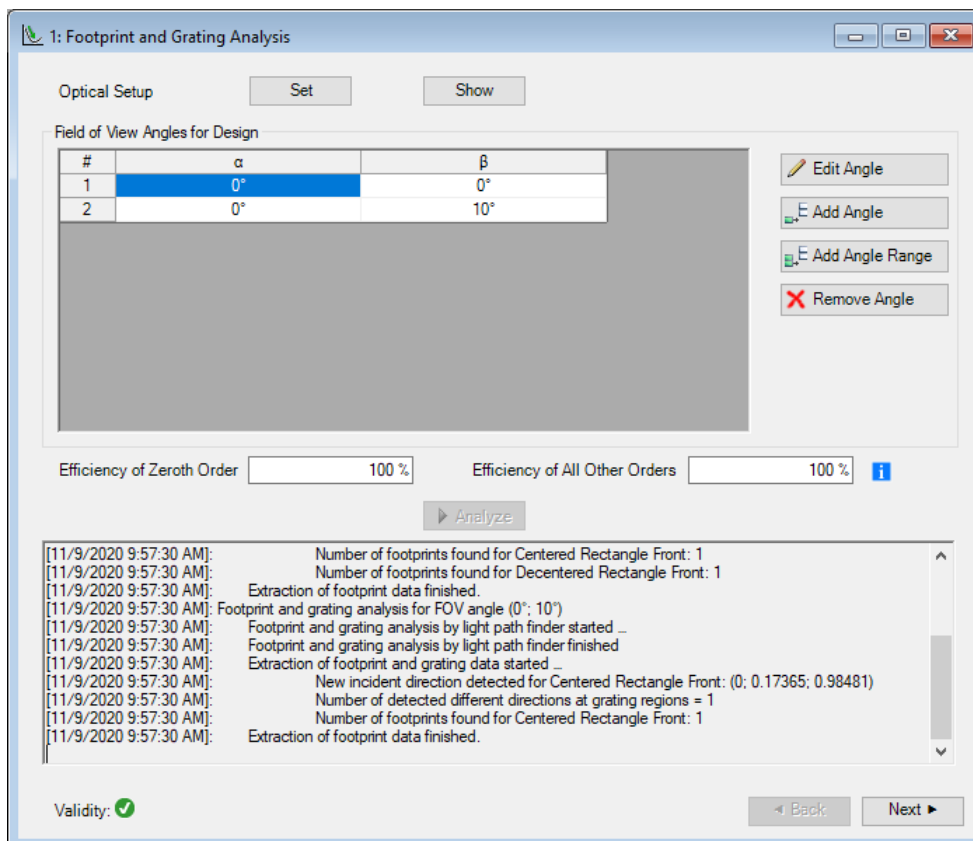 1: Footprint and Grating Analysis
Optical Setup Set Show
Field of View Angles for Design
# α β
1 0° 0°
2 0° 10°
Edit Angle
Add Angle
Add Angle Range
Remove Angle
Efficiency of Zeroth Order 100 % Efficiency of All Other Orders 100 % i
Analyze
[11/9/2020 9:57:30 AM]: Number of footprints found for Centered Rectangle Front: 1
[11/9/2020 9:57:30 AM]: Number of footprints found for Decentered Rectangle Front: 1
[11/9/2020 9:57:30 AM]: Extraction of footprint data finished.
[11/9/2020 9:57:30 AM]: Footprint and grating analysis for FOV angle (0°; 10°)
[11/9/2020 9:57:30 AM]: Footprint and grating analysis by light path finder started ...
[11/9/2020 9:57:30 AM]: Footprint and grating analysis by light path finder finished
[11/9/2020 9:57:30 AM]: Extraction of footprint and grating data started ...
[11/9/2020 9:57:30 AM]: New incident direction detected for Centered Rectangle Front: (0; 0.17365; 0.98481)
[11/9/2020 9:57:30 AM]: Number of detected different directions at grating regions = 1
[11/9/2020 9:57:30 AM]: Number of footprints found for Centered Rectangle Front: 1
[11/9/2020 9:57:30 AM]: Extraction of footprint data finished.
Validity: Back Next